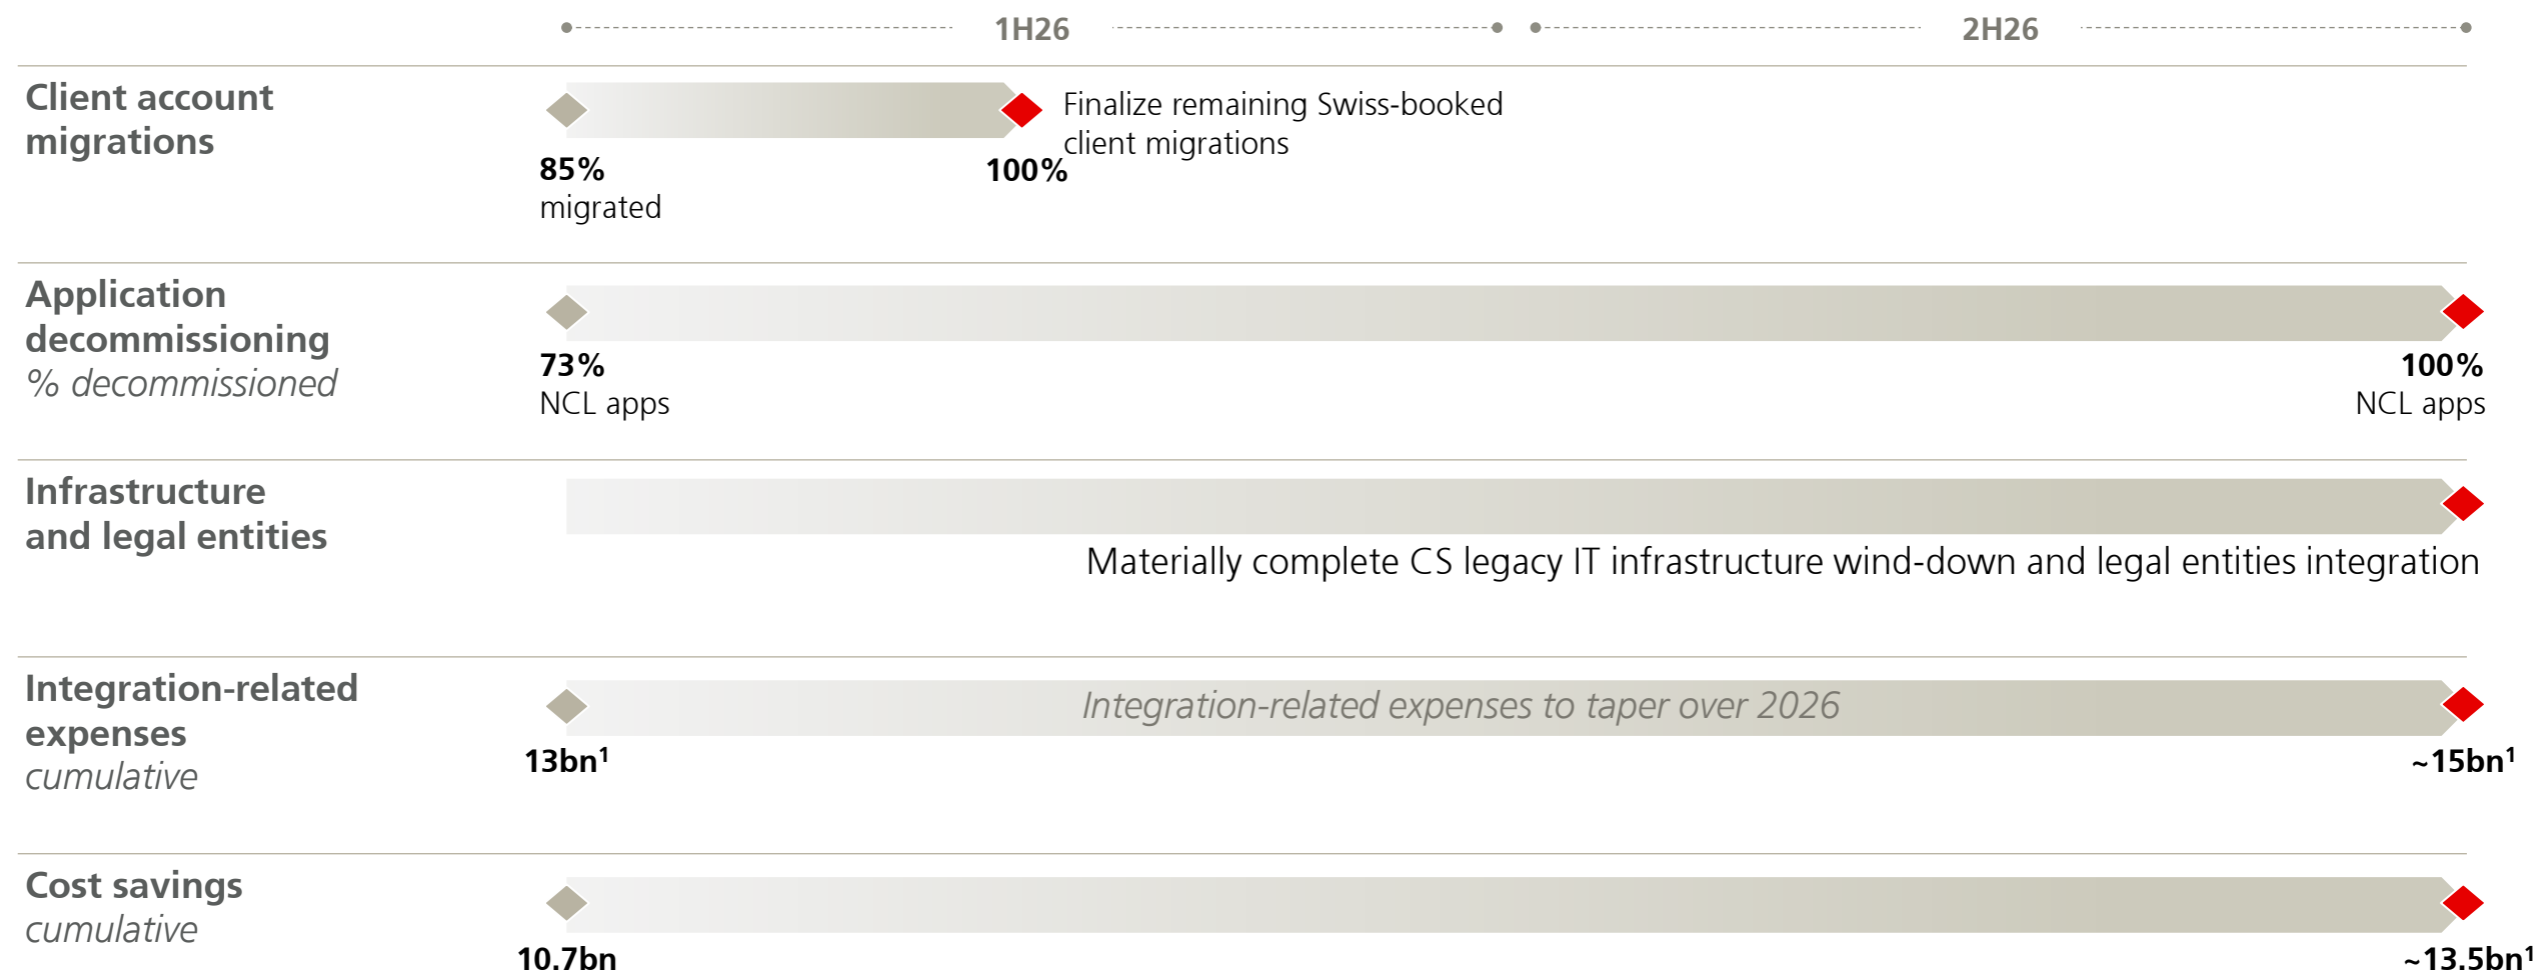 1H26
2H26
Client account
migrations
Finalize remaining Swiss-booked
client migrations
85%
migrated
100%
Application
decommissioning
% decommissioned
73%
NCL apps
100%
NCL apps
Infrastructure
and legal entities
Materially complete CS legacy IT infrastructure wind-down and legal entities integration
Integration-related
expenses
cumulative
Integration-related expenses to taper over 2026
13bn¹
~15bn¹
Cost savings
cumulative
10.7bn
~13.5bn¹